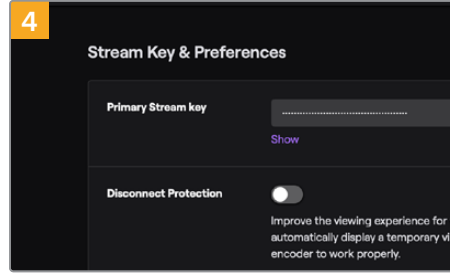 4
Stream Key & Preferences
Primary Stream key
Show
Disconnect Protection
Improve the viewing experience for
automatically display a temporary vi
encoder to work properly.